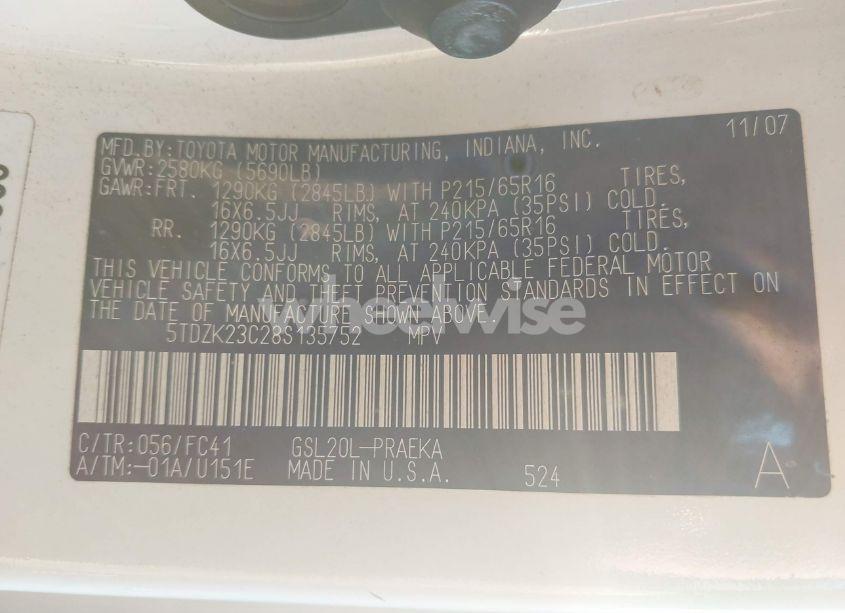 MFD.BY:TOYOTA MOTOR MANUFACTURING, INDIANA, INC. 11/07
GVWR:2580KG (5690LB)
GAWR:FRT. 1290KG (2845LB) WITH P215/65R16 TIRES,
16X6.5JJ RIMS, AT 240KPA (35PSI) COLD.
RR. 1290KG (2845LB) WITH P215/65R16 TIRES,
16X6.5JJ RIMS, AT 240KPA (35PSI) COLD.
THIS VEHICLE CONFORMS TO ALL APPLICABLE FEDERAL MOTOR
VEHICLE SAFETY AND THEFT PREVENTION STANDARDS IN EFFECT ON
THE DATE OF MANUFACTURE SHOWN ABOVE.
wheelwise
5TDZK23C28S135752 MPV
C/TR:056/FC41 GSL20L-PRAEKA
A/TM:-01A/U151E MADE IN U.S.A. 524 A